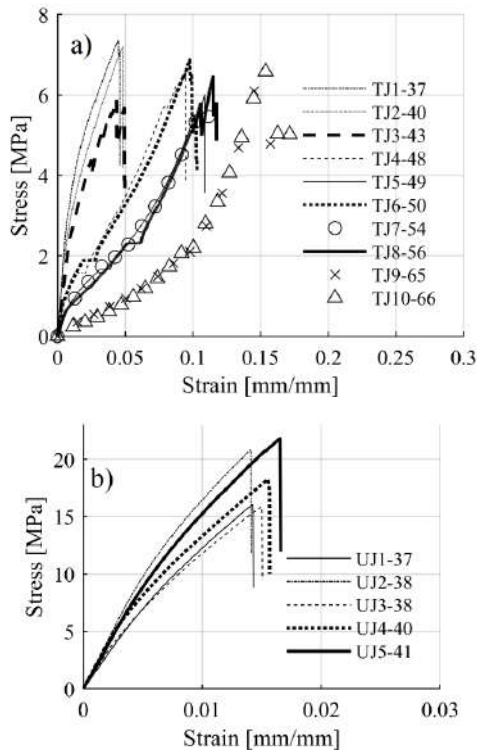 a)
8
6
4
2
0
Stress [MPa]
TJ1-37
TJ2-40
TJ3-43
TJ4-48
TJ5-49
TJ6-50
TJ7-54
TJ8-56
TJ9-65
TJ10-66
0 0.05 0.1 0.15 0.2 0.25 0.3
Strain [mm/mm]
b)
20
15
10
5
0
Stress [MPa]
UJ1-37
UJ2-38
UJ3-38
UJ4-40
UJ5-41
0 0.01 0.02 0.03
Strain [mm/mm]